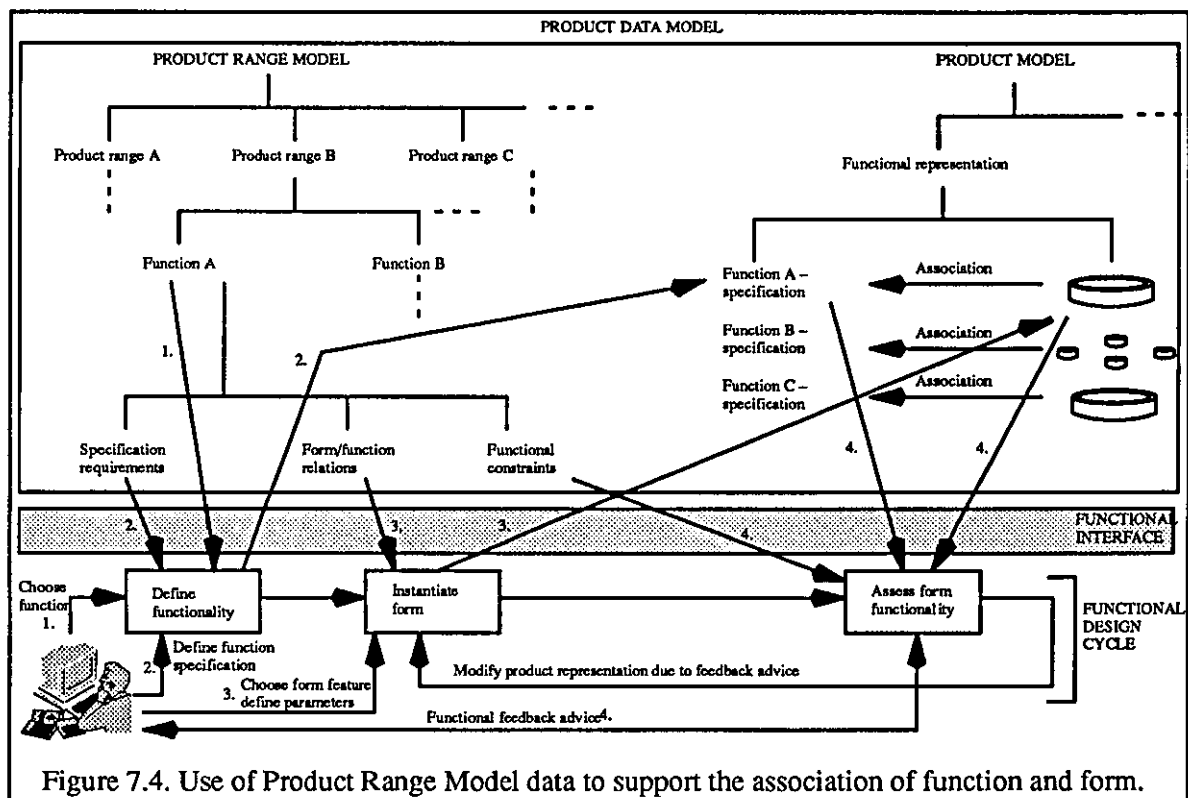 PRODUCT DATA MODEL
PRODUCT RANGE MODEL
PRODUCT MODEL
Product range A
Product range B
Product range C
Functional representation
Function A
Function B
Function A –
specification
Association
1.
2.
Function B –
specification
Association
Function C –
specification
Association
Specification
requirements
Form/function
relations
Functional
constraints
4.
4.
2.
3.
3.
4.
FUNCTIONAL
INTERFACE
Choose
function
1.
Define
functionality
Instantiate
form
Assess form
functionality
FUNCTIONAL
DESIGN
CYCLE
2. Define function
specification
3. Choose form feature
define parameters
Modify product representation due to feedback advice
Functional feedback advice 4.
Figure 7.4. Use of Product Range Model data to support the association of function and form.